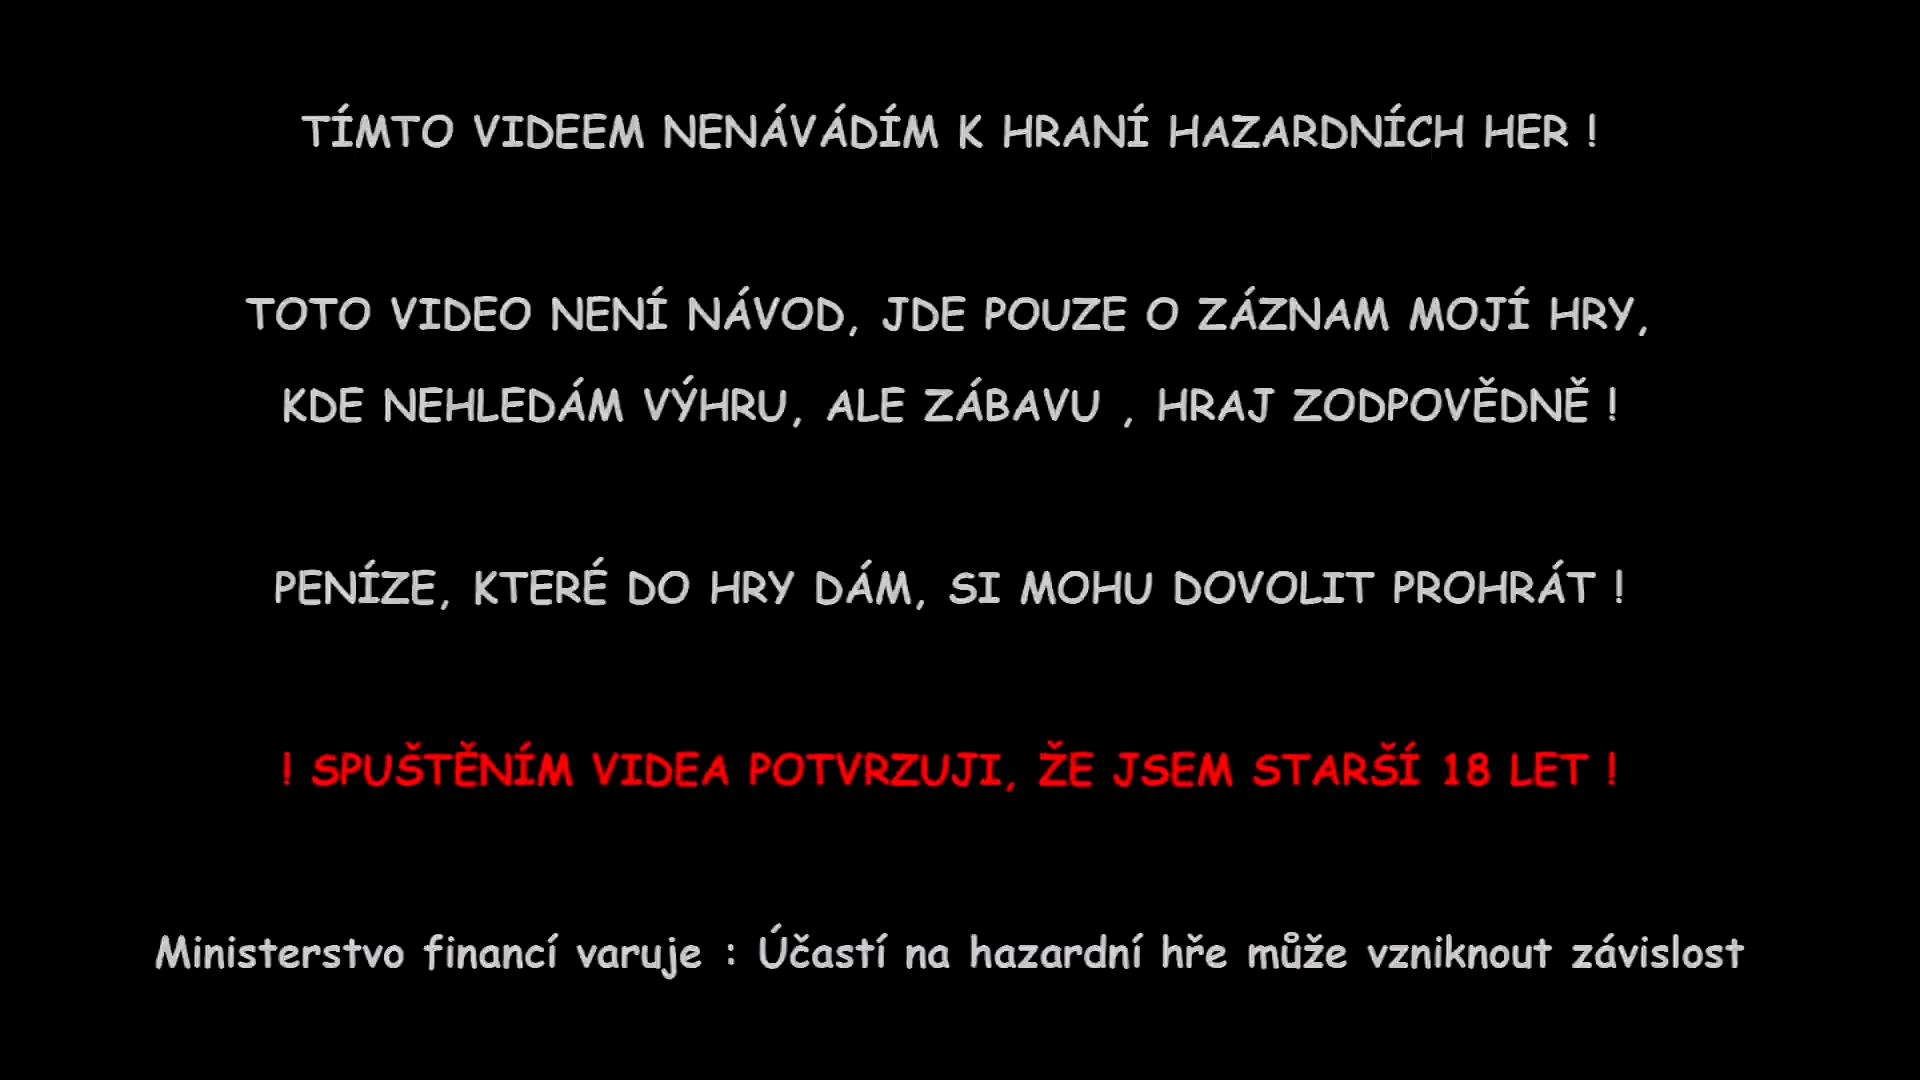 TÍMTO VIDEEM NENÁVÁDÍM K HRANÍ HAZARDNÍCH HER !
TOTO VIDEO NENÍ NÁVOD, JDE POUZE O ZÁZNAM MOJÍ HRY,
KDE NEHLEDÁM VÝHRU, ALE ZÁBAVU , HRAJ ZODPOVĚDNĚ !
PENÍZE, KTERÉ DO HRY DÁM, SI MOHU DOVOLIT PROHRÁT !
! SPUŠTĚNÍM VIDEA POTVRZUJI, ŽE JSEM STARŠÍ 18 LET !
Ministerstvo financí varuje : Účastí na hazardní hře může vzniknout závislost